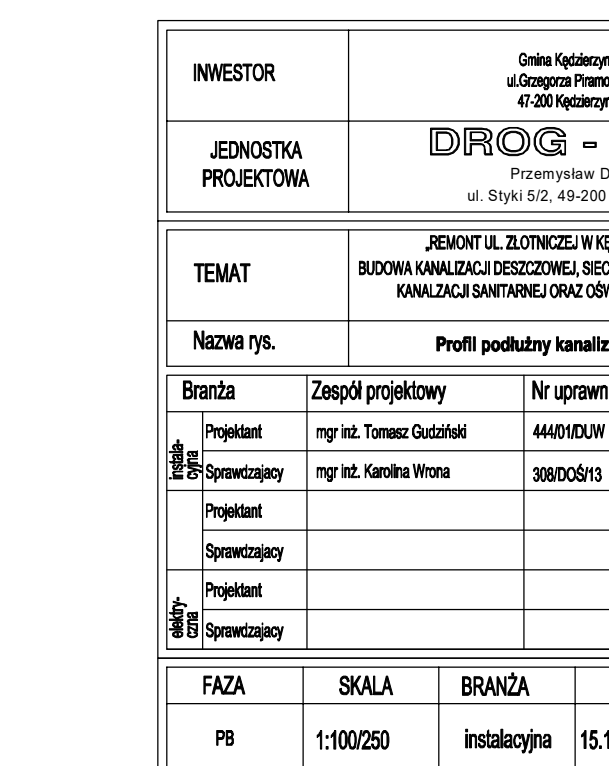 INWESTOR
Gmina Kędzierzyn
ul.Grzegorza Piramo
47-200 Kędzierzyn
JEDNOSTKA
PROJEKTOWA
DROG -
Przemysław D
ul. Styki 5/2, 49-200
TEMAT
„REMONT UL. ZŁOTNICZEJ W KĘ
BUDOWA KANALIZACJI DESZCZOWEJ, SIEC
KANALZACJI SANITARNEJ ORAZ OŚW
Nazwa rys.
Profil podłużny kanaliz
Branża Zespół projektowy Nr uprawn
instala-
cyjna
Projektant mgr inż. Tomasz Gudziński 444/01/DUW
Sprawdzajacy mgr inż. Karolina Wrona 308/DOŚ/13
Projektant
Sprawdzajacy
elektry-
czna
Projektant
Sprawdzajacy
FAZA SKALA BRANŻA
PB 1:100/250 instalacyjna 15.1